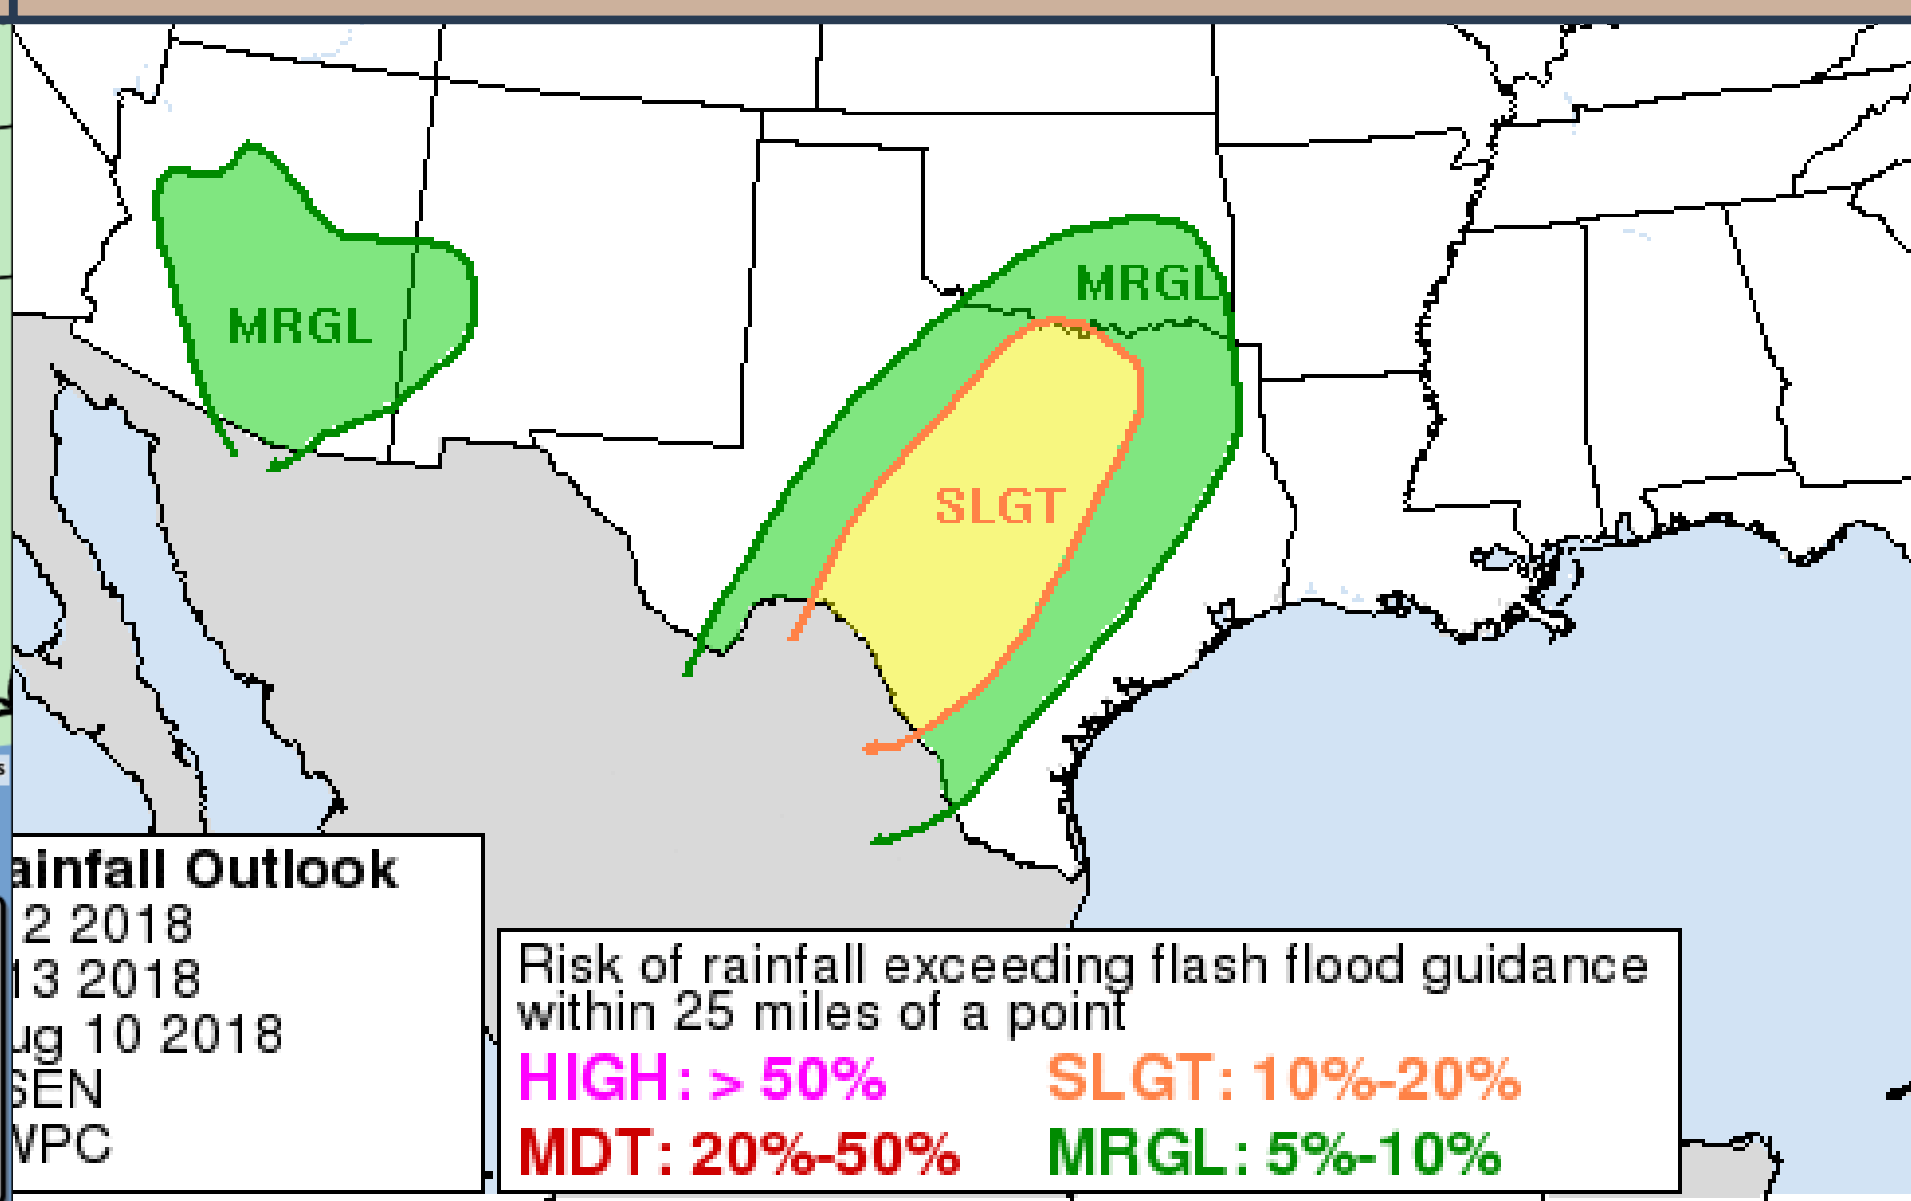 MRGL
MRGL
SLGT
ainfall Outlook
2 2018
13 2018
ug 10 2018
SEN
WPC
Risk of rainfall exceeding flash flood guidance
within 25 miles of a point
HIGH: > 50% SLGT: 10%-20%
MDT: 20%-50% MRGL: 5%-10%